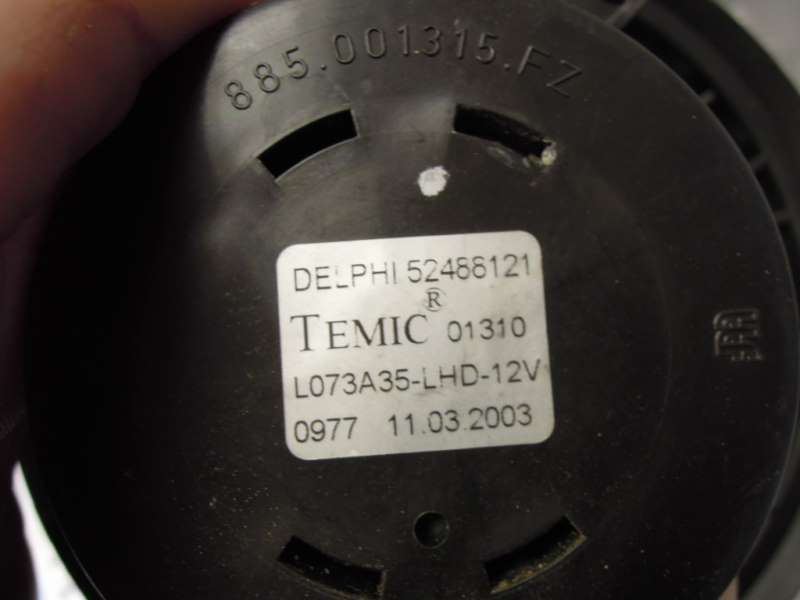 885.001315.FZ
DELPHI 52488121
TEMIC® 01310
L073A35-LHD-12V
0977 11.03.2003